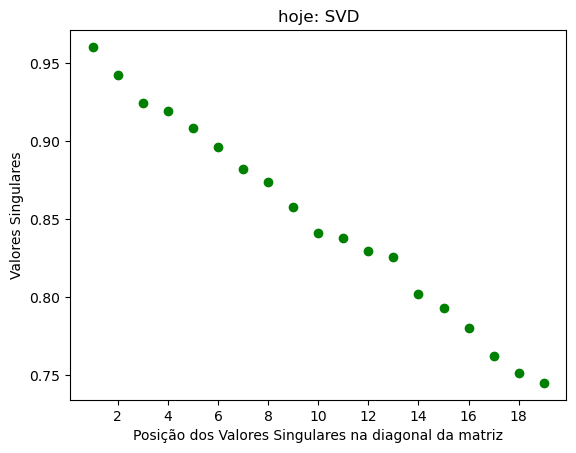 hoje: SVD
Valores Singulares
0.95
0.90
0.85
0.80
0.75
2 4 6 8 10 12 14 16 18
Posição dos Valores Singulares na diagonal da matriz